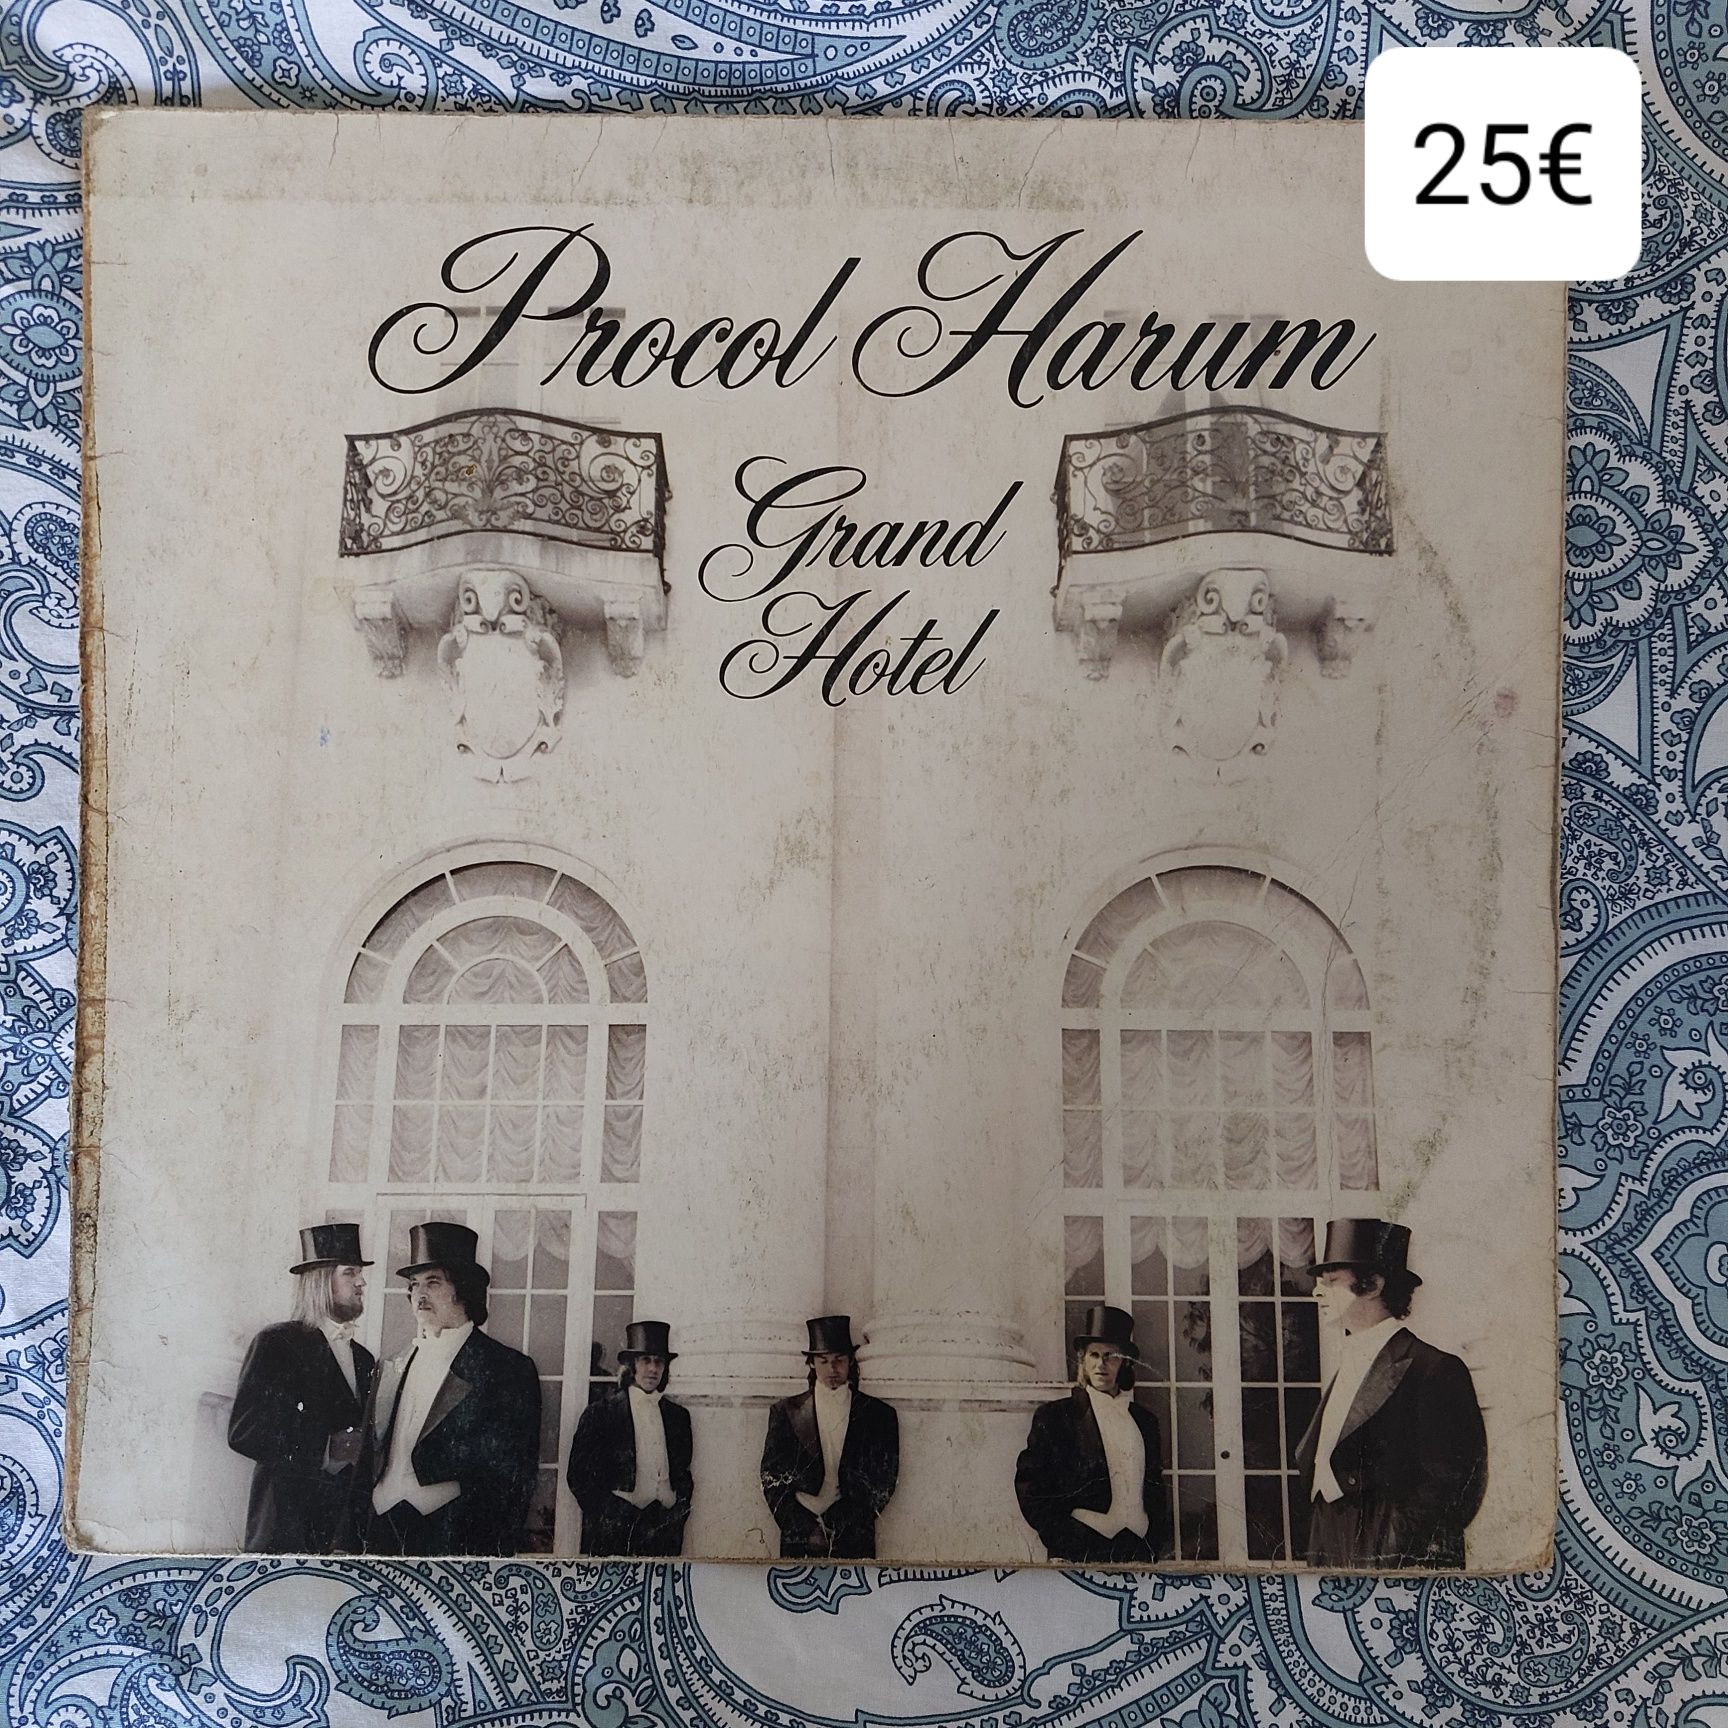 25€
Procol Harum
Grand
Hotel